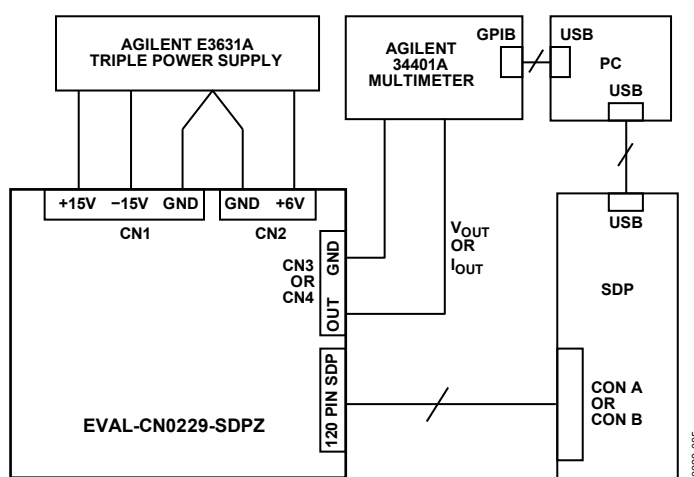 AGILENT E3631A
TRIPLE POWER SUPPLY
AGILENT
34401A
MULTIMETER
GPIB
USB
PC
USB
+15V −15V GND
CN1
GND +6V
CN2
CN3
OR
CN4
GND
OUT
VOUT
OR
IOUT
USB
SDP
120 PIN SDP
CON A
OR
CON B
EVAL-CN0229-SDPZ